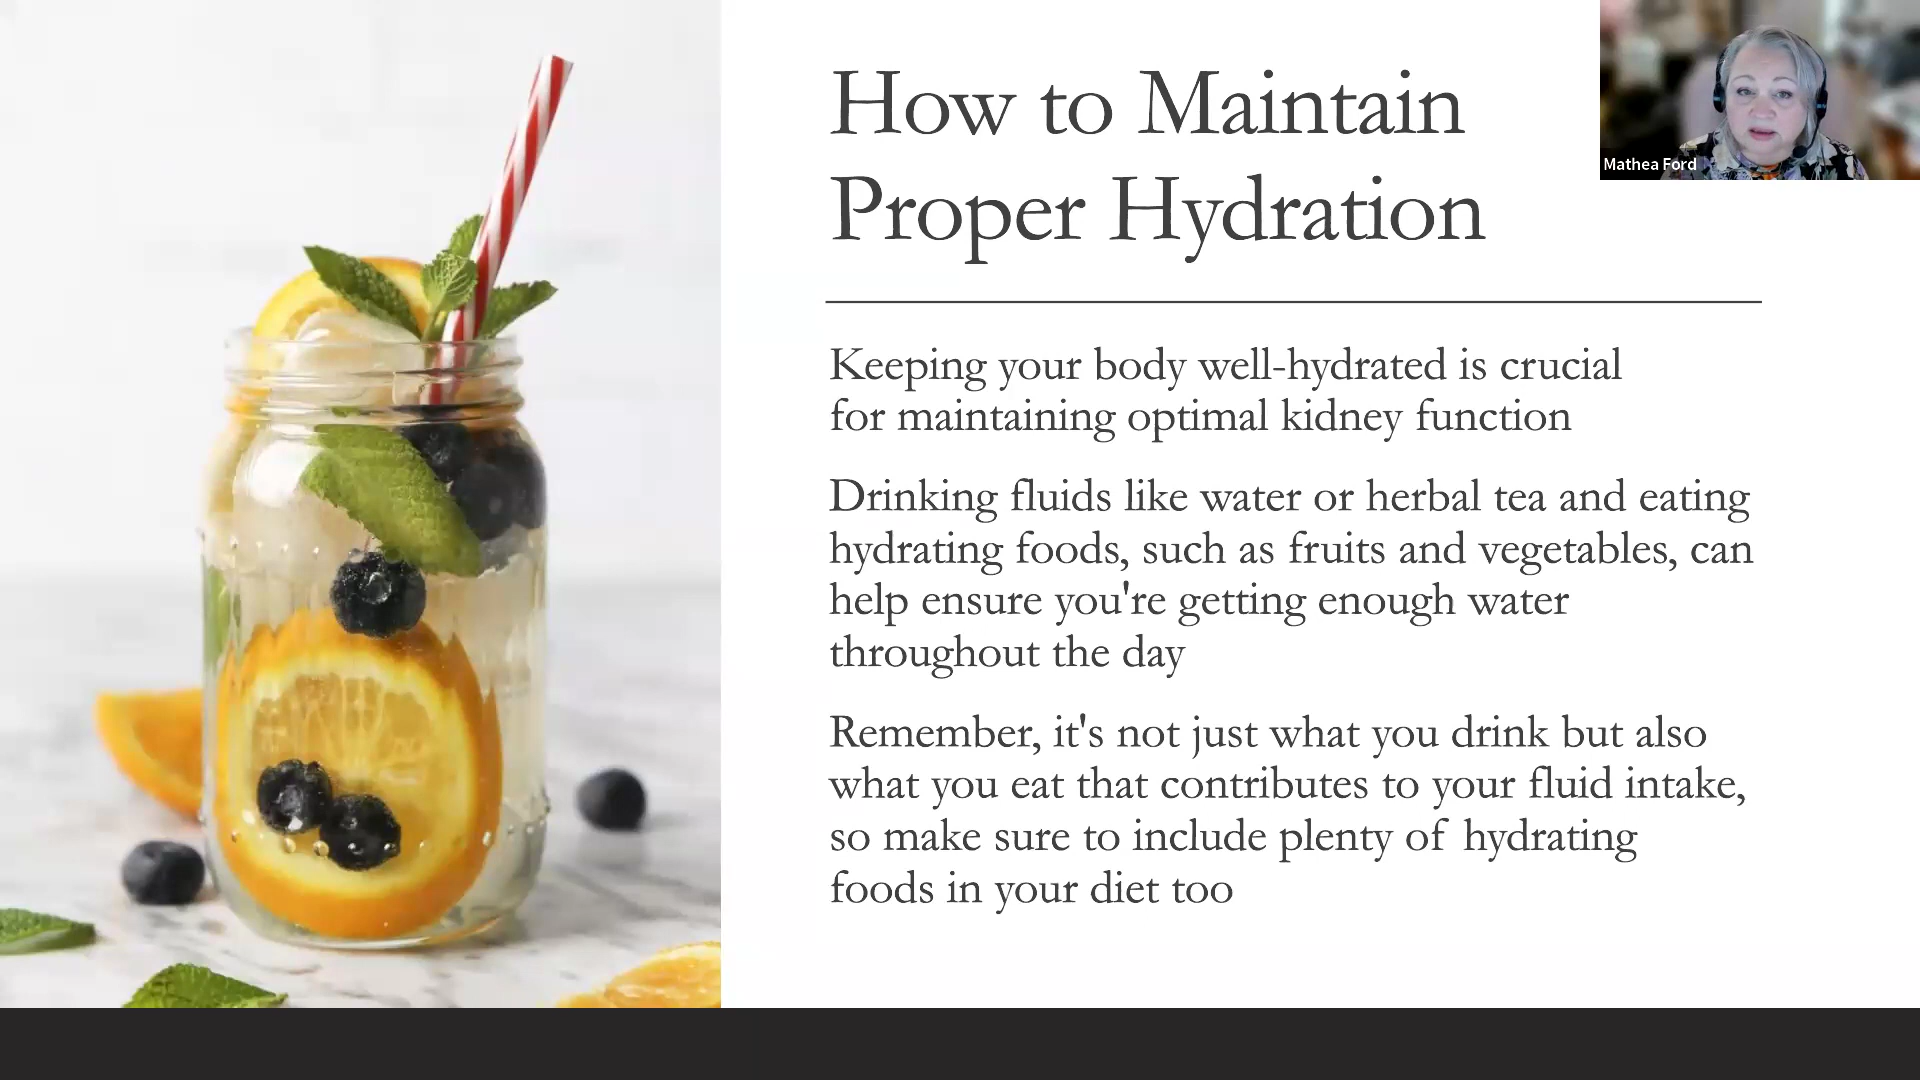 How to Maintain
Proper Hydration
Mathea Ford
Keeping your body well-hydrated is crucial
for maintaining optimal kidney function
Drinking fluids like water or herbal tea and eating
hydrating foods, such as fruits and vegetables, can
help ensure you're getting enough water
throughout the day
Remember, it's not just what you drink but also
what you eat that contributes to your fluid intake,
so make sure to include plenty of hydrating
foods in your diet too